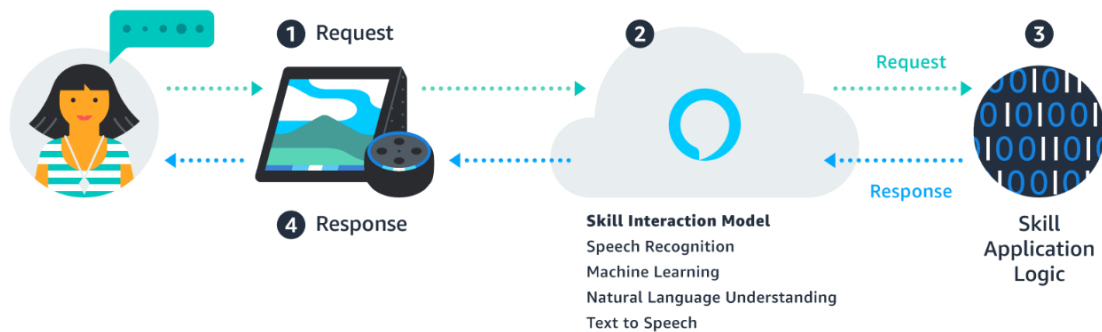 1 Request
2
3
Request
Response
4 Response
Skill Interaction Model
Speech Recognition
Machine Learning
Natural Language Understanding
Text to Speech
Skill
Application
Logic